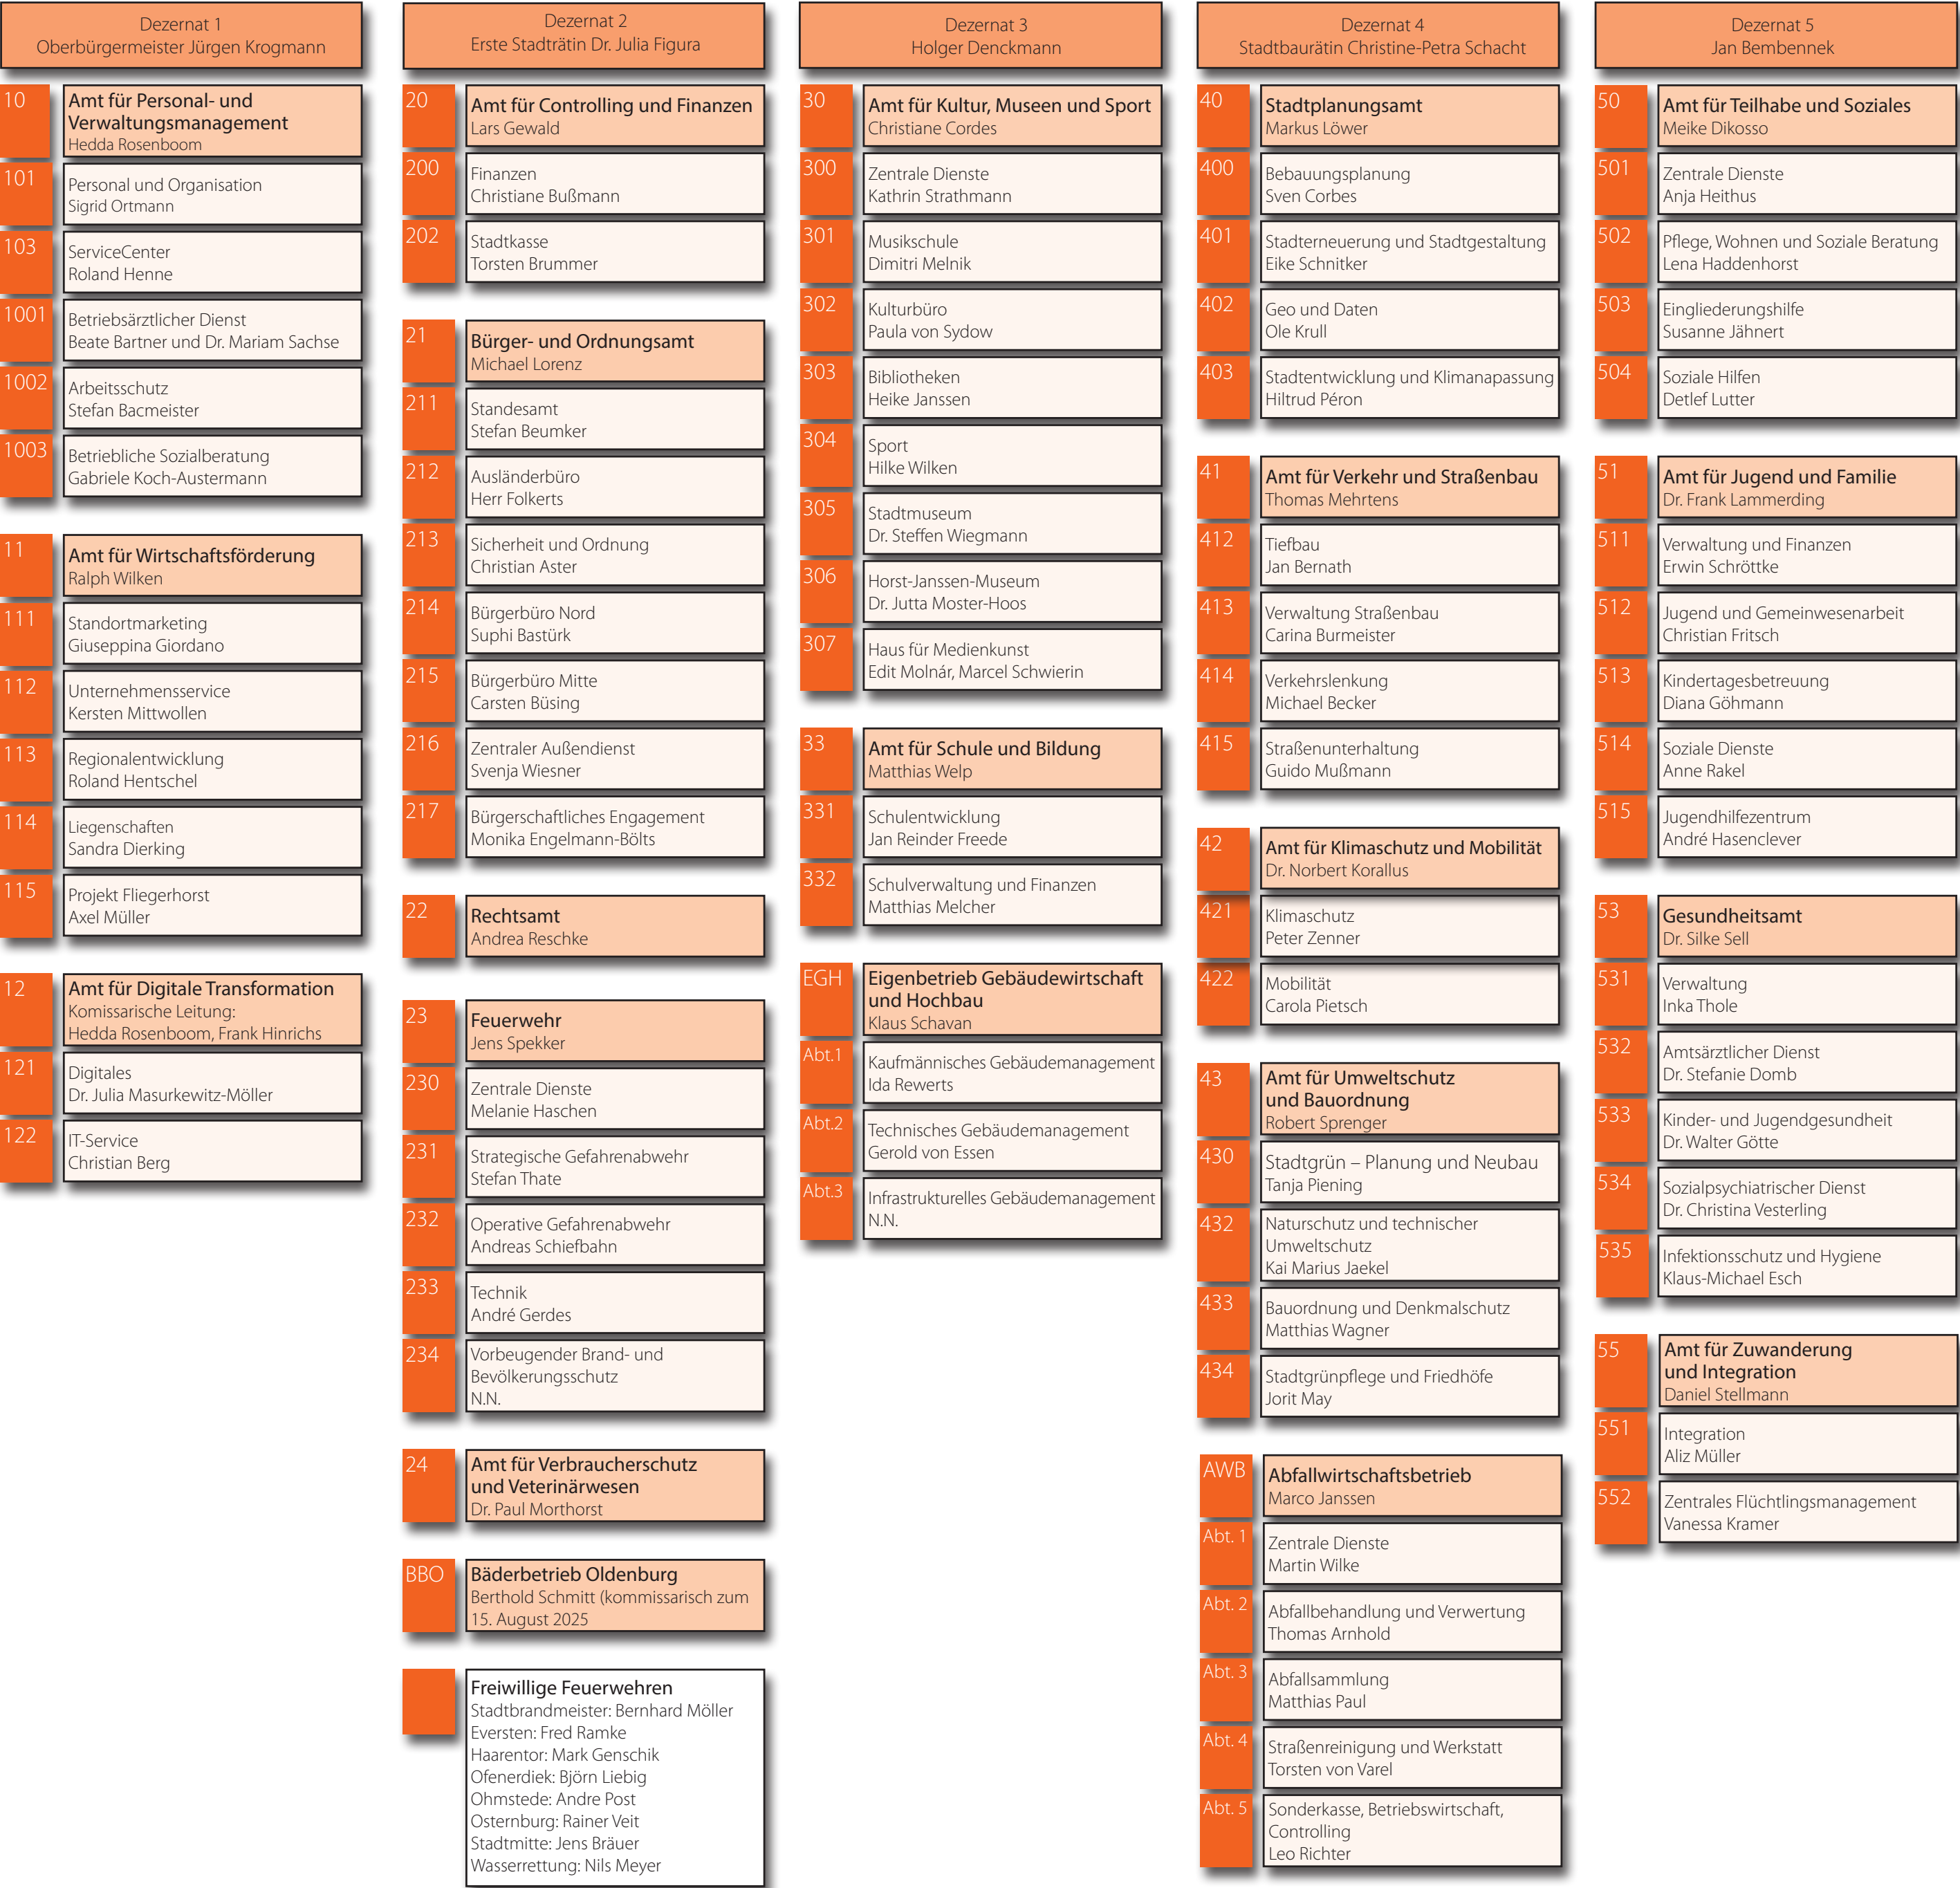 Dezernat 1
Oberbürgermeister Jürgen Krogmann
10
Amt für Personal- und
Verwaltungsmanagement
Hedda Rosenboom
101
Personal und Organisation
Sigrid Ortmann
103
ServiceCenter
Roland Henne
1001
Betriebsärztlicher Dienst
Beate Bartner und Dr. Mariam Sachse
1002
Arbeitsschutz
Stefan Bacmeister
1003
Betriebliche Sozialberatung
Gabriele Koch-Austermann
11
Amt für Wirtschaftsförderung
Ralph Wilken
111
Standortmarketing
Giuseppina Giordano
112
Unternehmensservice
Kersten Mittwollen
113
Regionalentwicklung
Roland Hentschel
114
Liegenschaften
Sandra Dierking
115
Projekt Fliegerhorst
Axel Müller
12
Amt für Digitale Transformation
Komissarische Leitung:
Hedda Rosenboom, Frank Hinrichs
121
Digitales
Dr. Julia Masurkewitz-Möller
122
IT-Service
Christian Berg
Dezernat 2
Erste Stadträtin Dr. Julia Figura
20
Amt für Controlling und Finanzen
Lars Gewald
200
Finanzen
Christiane Bußmann
202
Stadtkasse
Torsten Brummer
21
Bürger- und Ordnungsamt
Michael Lorenz
211
Standesamt
Stefan Beumker
212
Ausländerbüro
Herr Folkerts
213
Sicherheit und Ordnung
Christian Aster
214
Bürgerbüro Nord
Suphi Bastürk
215
Bürgerbüro Mitte
Carsten Büsing
216
Zentraler Außendienst
Svenja Wiesner
217
Bürgerschaftliches Engagement
Monika Engelmann-Bölts
22
Rechtsamt
Andrea Reschke
23
Feuerwehr
Jens Spekker
230
Zentrale Dienste
Melanie Haschen
231
Strategische Gefahrenabwehr
Stefan Thate
232
Operative Gefahrenabwehr
Andreas Schiefbahn
233
Technik
André Gerdes
234
Vorbeugender Brand- und
Bevölkerungsschutz
N.N.
24
Amt für Verbraucherschutz
und Veterinärwesen
Dr. Paul Morthorst
BBO
Bäderbetrieb Oldenburg
Berthold Schmitt (kommissarisch zum
15. August 2025
Freiwillige Feuerwehren
Stadtbrandmeister: Bernhard Möller
Eversten: Fred Ramke
Haarentor: Mark Genschik
Ofenerdiek: Björn Liebig
Ohmstede: Andre Post
Osternburg: Rainer Veit
Stadtmitte: Jens Bräuer
Wasserrettung: Nils Meyer
Dezernat 3
Holger Denckmann
30
Amt für Kultur, Museen und Sport
Christiane Cordes
300
Zentrale Dienste
Kathrin Strathmann
301
Musikschule
Dimitri Melnik
302
Kulturbüro
Paula von Sydow
303
Bibliotheken
Heike Janssen
304
Sport
Hilke Wilken
305
Stadtmuseum
Dr. Steffen Wiegmann
306
Horst-Janssen-Museum
Dr. Jutta Moster-Hoos
307
Haus für Medienkunst
Edit Molnár, Marcel Schwierin
33
Amt für Schule und Bildung
Matthias Welp
331
Schulentwicklung
Jan Reinder Freede
332
Schulverwaltung und Finanzen
Matthias Melcher
EGH
Eigenbetrieb Gebäudewirtschaft
und Hochbau
Klaus Schavan
Abt.1
Kaufmännisches Gebäudemanagement
Ida Rewerts
Abt.2
Technisches Gebäudemanagement
Gerold von Essen
Abt.3
Infrastrukturelles Gebäudemanagement
N.N.
Dezernat 4
Stadtbaurätin Christine-Petra Schacht
40
Stadtplanungsamt
Markus Löwer
400
Bebauungsplanung
Sven Corbes
401
Stadterneuerung und Stadtgestaltung
Eike Schnitker
402
Geo und Daten
Ole Krull
403
Stadtentwicklung und Klimanapassung
Hiltrud Péron
41
Amt für Verkehr und Straßenbau
Thomas Mehrtens
412
Tiefbau
Jan Bernath
413
Verwaltung Straßenbau
Carina Burmeister
414
Verkehrslenkung
Michael Becker
415
Straßenunterhaltung
Guido Mußmann
42
Amt für Klimaschutz und Mobilität
Dr. Norbert Korallus
421
Klimaschutz
Peter Zenner
422
Mobilität
Carola Pietsch
43
Amt für Umweltschutz
und Bauordnung
Robert Sprenger
430
Stadtgrün – Planung und Neubau
Tanja Piening
432
Naturschutz und technischer
Umweltschutz
Kai Marius Jaekel
433
Bauordnung und Denkmalschutz
Matthias Wagner
434
Stadtgrünpflege und Friedhöfe
Jorit May
AWB
Abfallwirtschaftsbetrieb
Marco Janssen
Abt. 1
Zentrale Dienste
Martin Wilke
Abt. 2
Abfallbehandlung und Verwertung
Thomas Arnhold
Abt. 3
Abfallsammlung
Matthias Paul
Abt. 4
Straßenreinigung und Werkstatt
Torsten von Varel
Abt. 5
Sonderkasse, Betriebswirtschaft,
Controlling
Leo Richter
Dezernat 5
Jan Bembennek
50
Amt für Teilhabe und Soziales
Meike Dikosso
501
Zentrale Dienste
Anja Heithus
502
Pflege, Wohnen und Soziale Beratung
Lena Haddenhorst
503
Eingliederungshilfe
Susanne Jähnert
504
Soziale Hilfen
Detlef Lutter
51
Amt für Jugend und Familie
Dr. Frank Lammerding
511
Verwaltung und Finanzen
Erwin Schröttke
512
Jugend und Gemeinwesenarbeit
Christian Fritsch
513
Kindertagesbetreuung
Diana Göhmann
514
Soziale Dienste
Anne Rakel
515
Jugendhilfezentrum
André Hasenclever
53
Gesundheitsamt
Dr. Silke Sell
531
Verwaltung
Inka Thole
532
Amtsärztlicher Dienst
Dr. Stefanie Domb
533
Kinder- und Jugendgesundheit
Dr. Walter Götte
534
Sozialpsychiatrischer Dienst
Dr. Christina Vesterling
535
Infektionsschutz und Hygiene
Klaus-Michael Esch
55
Amt für Zuwanderung
und Integration
Daniel Stellmann
551
Integration
Aliz Müller
552
Zentrales Flüchtlingsmanagement
Vanessa Kramer